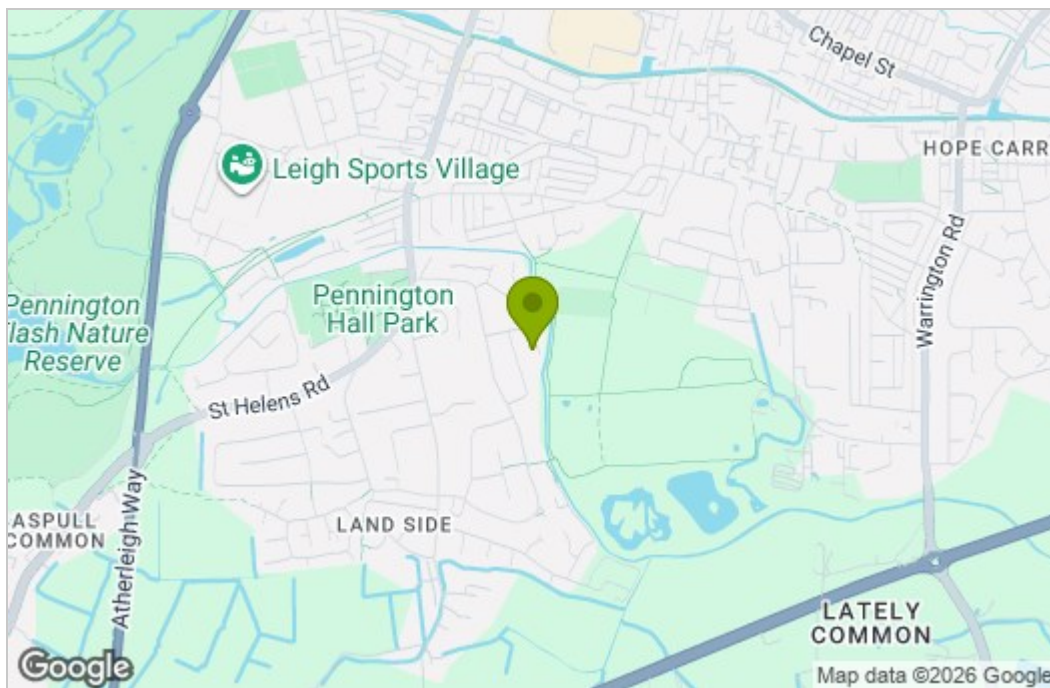 Chapel St
HOPE CARR
Leigh Sports Village
Warrington Rd
Pennington
Flash Nature
Reserve
Pennington
Hall Park
St Helens Rd
ASPULL
COMMON
LAND SIDE
Atherleigh Way
LATELY
COMMON
Google
Map data ©2026 Google